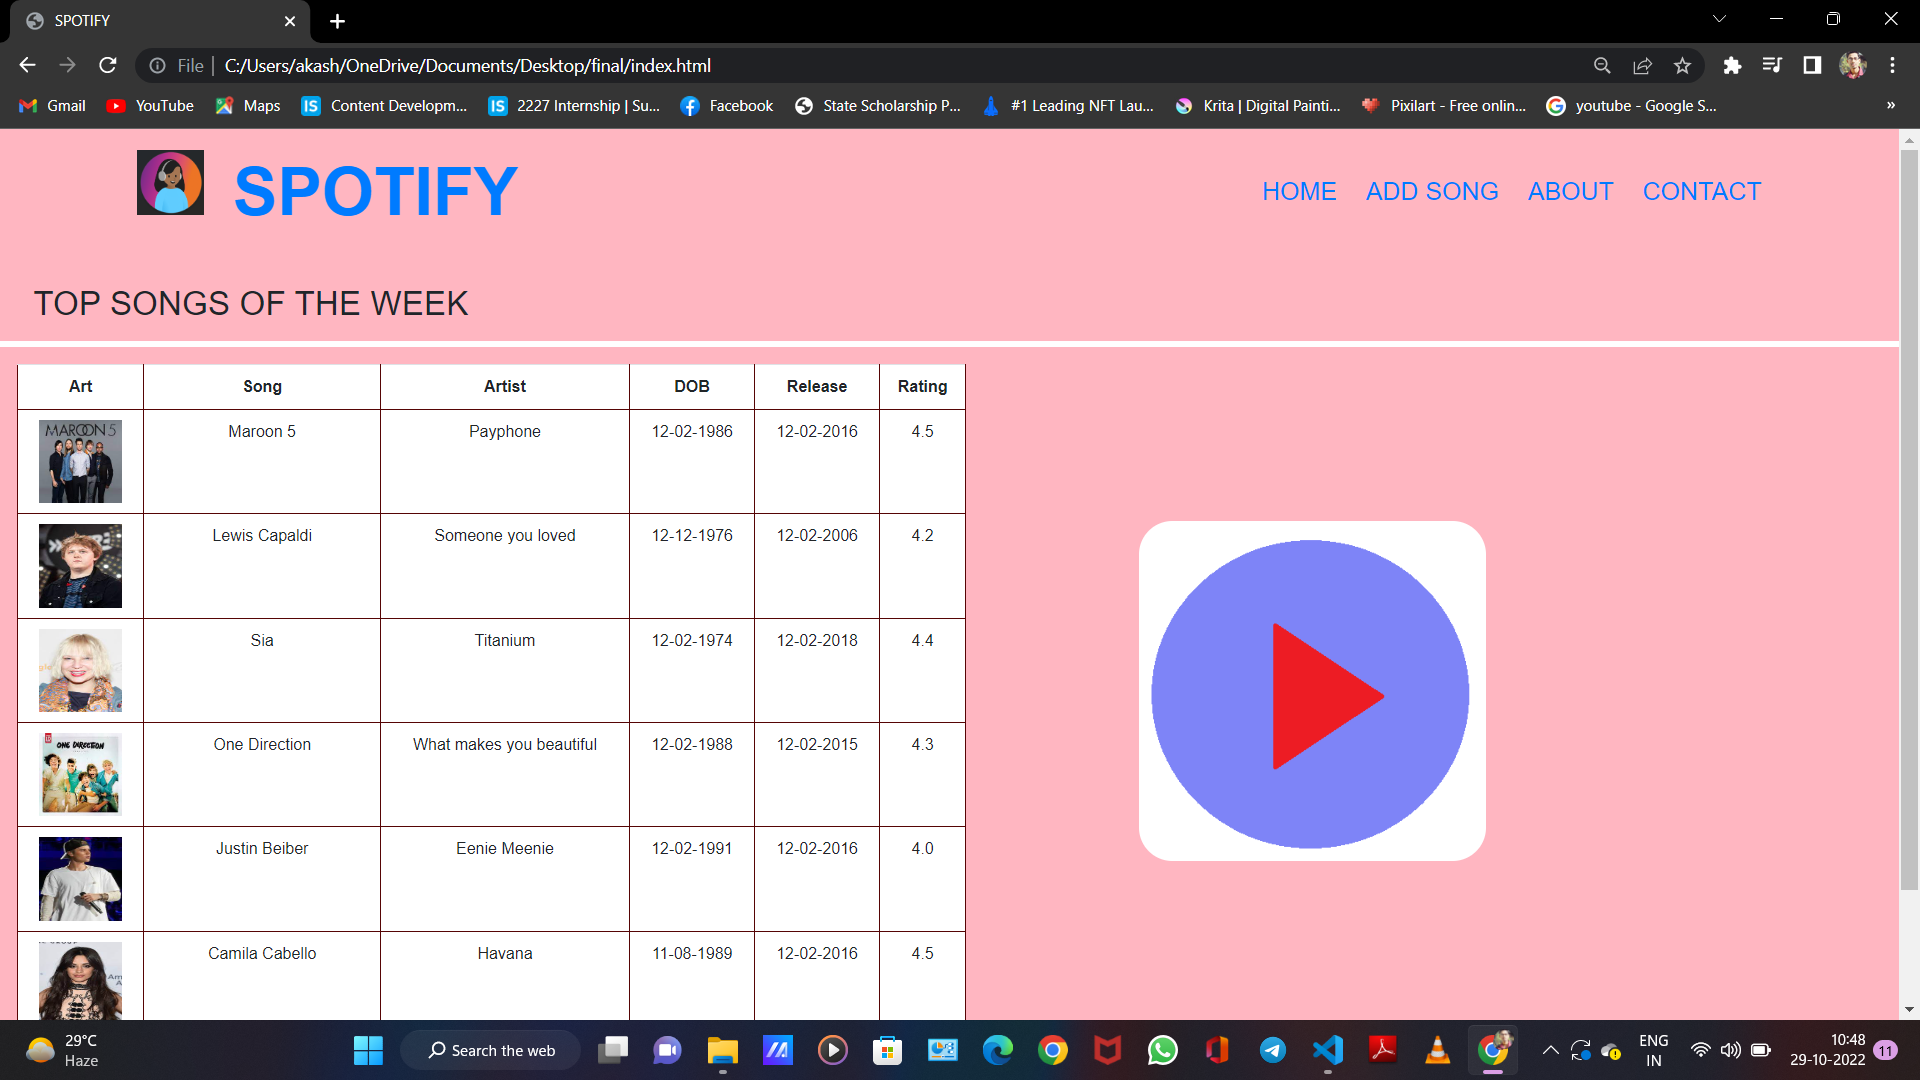 SPOTIFY
File
C:/Users/akash/OneDrive/Documents/Desktop/final/index.html
Gmail YouTube Maps Content Developm... 2227 Internship | Su... Facebook State Scholarship P... #1 Leading NFT Lau... Krita | Digital Painti... Pixilart - Free onlin... youtube - Google S... »
SPOTIFY
HOME ADD SONG ABOUT CONTACT
TOP SONGS OF THE WEEK
Art Song Artist DOB Release Rating
MAROON 5
Maroon 5 Payphone 12-02-1986 12-02-2016 4.5
Lewis Capaldi Someone you loved 12-12-1976 12-02-2006 4.2
Sia Titanium 12-02-1974 12-02-2018 4.4
One Direction What makes you beautiful 12-02-1988 12-02-2015 4.3
ONE DIRECTION
Justin Beiber Eenie Meenie 12-02-1991 12-02-2016 4.0
Camila Cabello Havana 11-08-1989 12-02-2016 4.5
29°C
Haze
Search the web
ENG
IN
10:48
29-10-2022
11